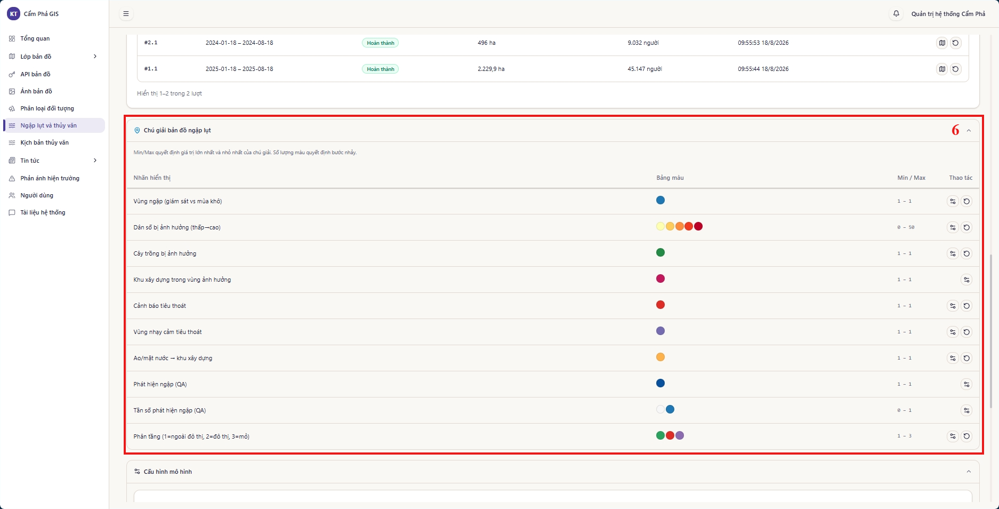 KT Cẩm Phả GIS
Quản trị hệ thống Cẩm Phả
Tổng quan
Lớp bản đồ
API bản đồ
Ảnh bản đồ
Phân loại đối tượng
Ngập lụt và thủy văn
Kịch bản thủy văn
Tin tức
Phản ánh hiện trường
Người dùng
Tài liệu hệ thống
#2.1 2024-01-18 – 2024-08-18 Hoàn thành 496 ha 9.032 người 09:55:53 18/8/2026
#1.1 2025-01-18 – 2025-08-18 Hoàn thành 2.229,9 ha 45.147 người 09:55:44 18/8/2026
Hiển thị 1–2 trong 2 lượt
Chú giải bản đồ ngập lụt 6
Min/Max quyết định giá trị lớn nhất và nhỏ nhất của chú giải. Số lượng màu quyết định bước nhảy.
Nhãn hiển thị Bảng màu Min / Max Thao tác
Vùng ngập (giám sát vs mùa khô) 1 – 1
Dân số bị ảnh hưởng (thấp→cao) 0 – 50
Cây trồng bị ảnh hưởng 1 – 1
Khu xây dựng trong vùng ảnh hưởng 1 – 1
Cảnh báo tiêu thoát 1 – 1
Vùng nhạy cảm tiêu thoát 1 – 1
Ao/mặt nước → khu xây dựng 1 – 1
Phát hiện ngập (QA) 1 – 1
Tần số phát hiện ngập (QA) 0 – 1
Phân tầng (1=ngoài đô thị, 2=đô thị, 3=mỏ) 1 – 3
Cấu hình mô hình